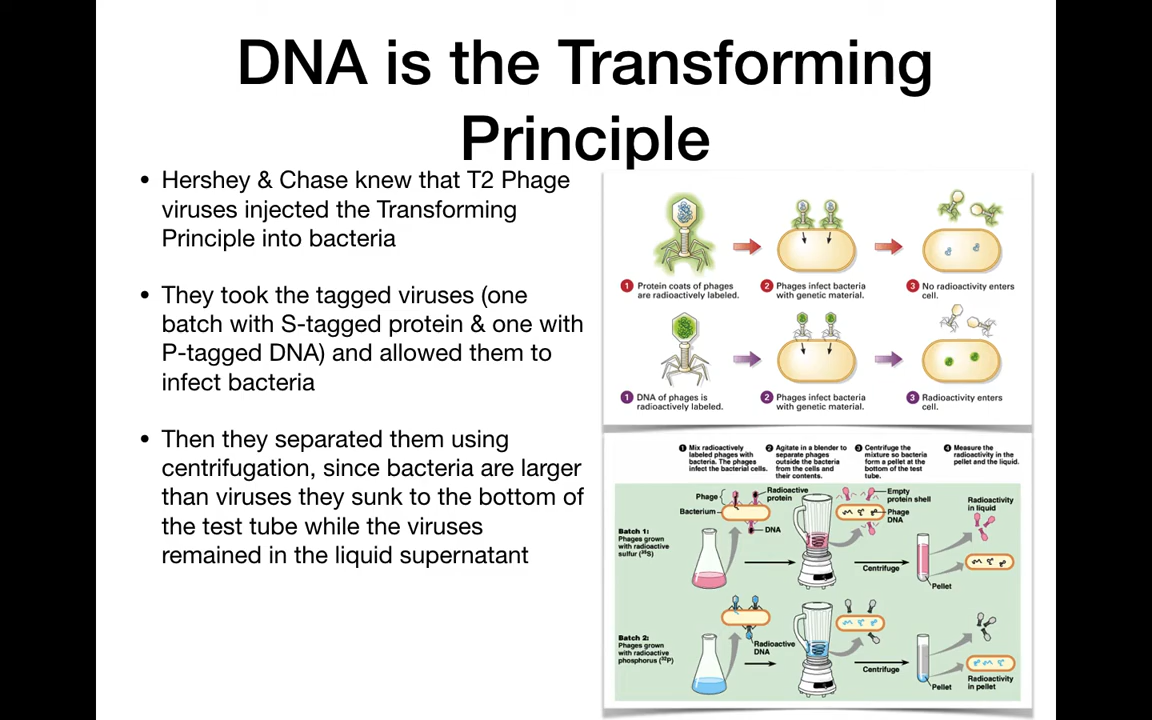 DNA is the Transforming
Principle
• Hershey & Chase knew that T2 Phage
viruses injected the Transforming
Principle into bacteria
• They took the tagged viruses (one
batch with S-tagged protein & one with
P-tagged DNA) and allowed them to
infect bacteria
• Then they separated them using
centrifugation, since bacteria are larger
than viruses they sunk to the bottom of
the test tube while the viruses
remained in the liquid supernatant
1 Protein coats of phages
are radioactively labeled.
2 Phages infect bacteria
with genetic material.
3 No radioactivity enters
cell.
1 DNA of phages is
radioactively labeled.
2 Phages infect bacteria
with genetic material.
3 Radioactivity enters
cell.
1 Mix radioactively
labeled phages with
bacteria. The phages
infect the bacterial cells.
2 Agitate in a blender to
separate phages
outside the bacteria
from the cells and
their contents.
3 Centrifuge the
mixture so bacteria
form a pellet at the
bottom of the test
tube.
4 Measure the
radioactivity in the
pellet and the liquid.
Phage
Radioactive
protein
Bacterium
DNA
Empty
protein shell
Phage
DNA
Radioactivity
in liquid
Batch 1:
Phages grown
with radioactive
sulfur (³⁵S)
Centrifuge
Pellet
Batch 2:
Phages grown
with radioactive
phosphorus (³²P)
Radioactive
DNA
Centrifuge
Pellet
Radioactivity
in pellet